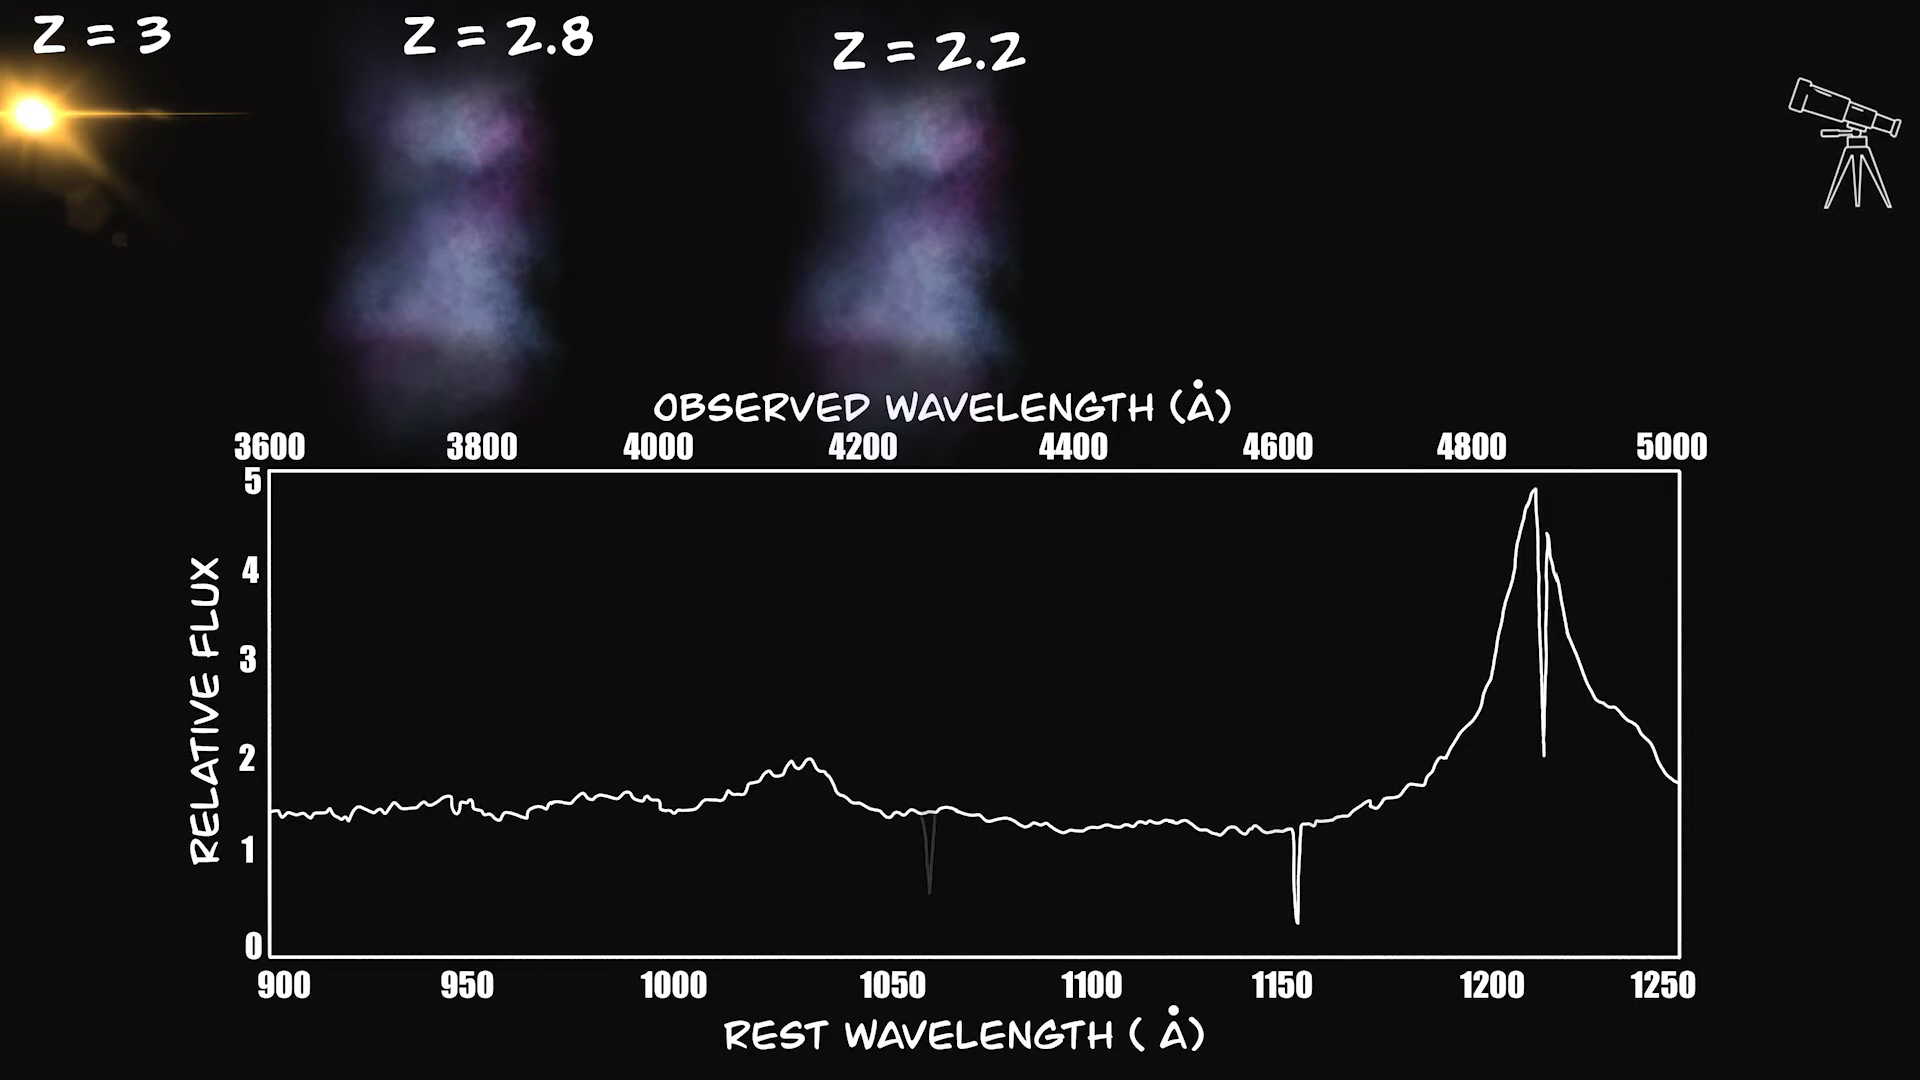 Z = 3
Z = 2.8
Z = 2.2
OBSERVED WAVELENGTH (Å)
3600 3800 4000 4200 4400 4600 4800 5000
5
4
3
2
1
0
RELATIVE FLUX
900 950 1000 1050 1100 1150 1200 1250
REST WAVELENGTH ( Å)